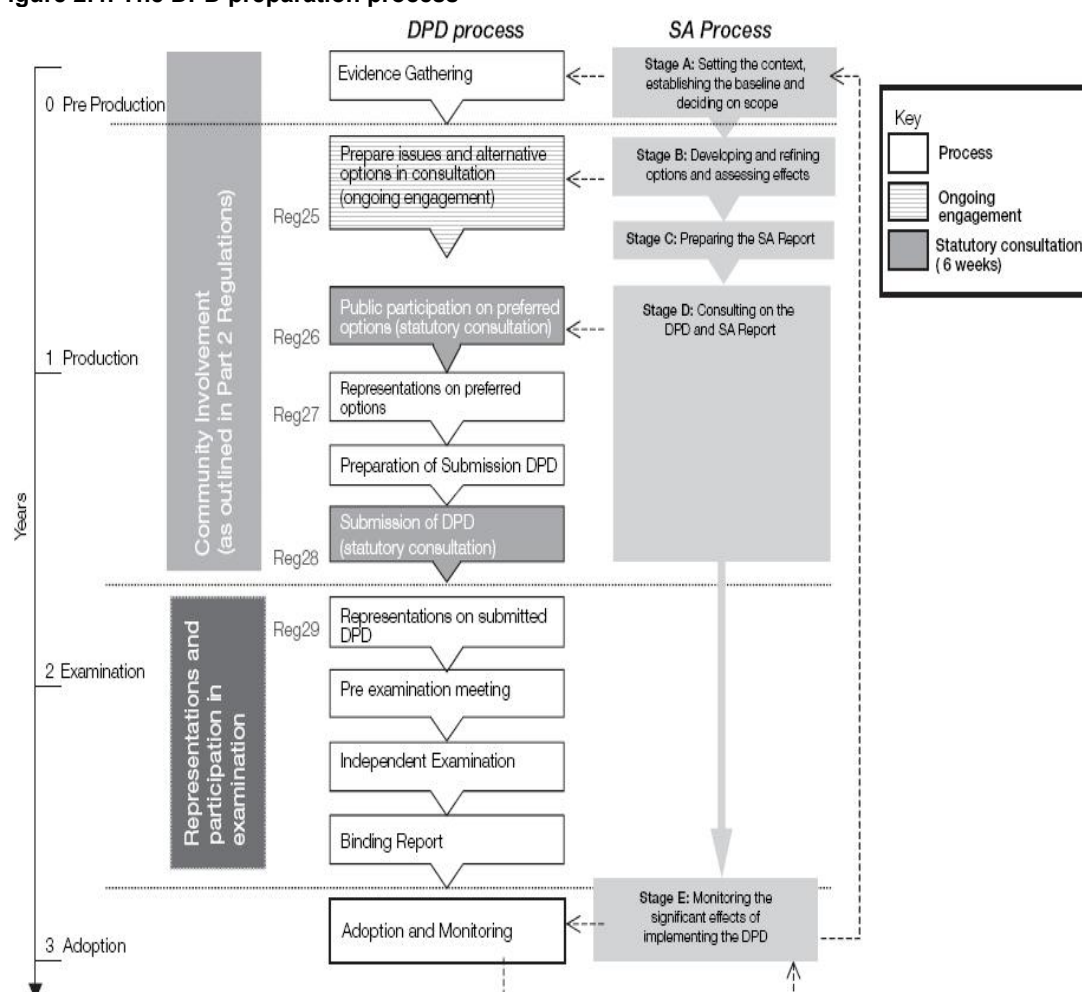 Figure 2.1: The DPD preparation process
DPD process
SA Process
Evidence Gathering
Stage A: Setting the context,
establishing the baseline and
deciding on scope
0 Pre Production
Key
Process
Ongoing
engagement
Statutory consultation
( 6 weeks)
Prepare issues and alternative
options in consultation
(ongoing engagement)
Stage B: Developing and refining
options and assessing effects
Reg25
Stage C: Preparing the SA Report
Community Involvement
(as outlined in Part 2 Regulations)
Public participation on preferred
options (statutory consultation)
Stage D: Consulting on the
DPD and SA Report
Reg26
1 Production
Representations on preferred
options
Reg27
Preparation of Submission DPD
Years
Submission of DPD
(statutory consultation)
Reg28
Representations and
participation in
examination
Reg29
Representations on submitted
DPD
2 Examination
Pre examination meeting
Independent Examination
Binding Report
Adoption and Monitoring
Stage E: Monitoring the
significant effects of
implementing the DPD
3 Adoption